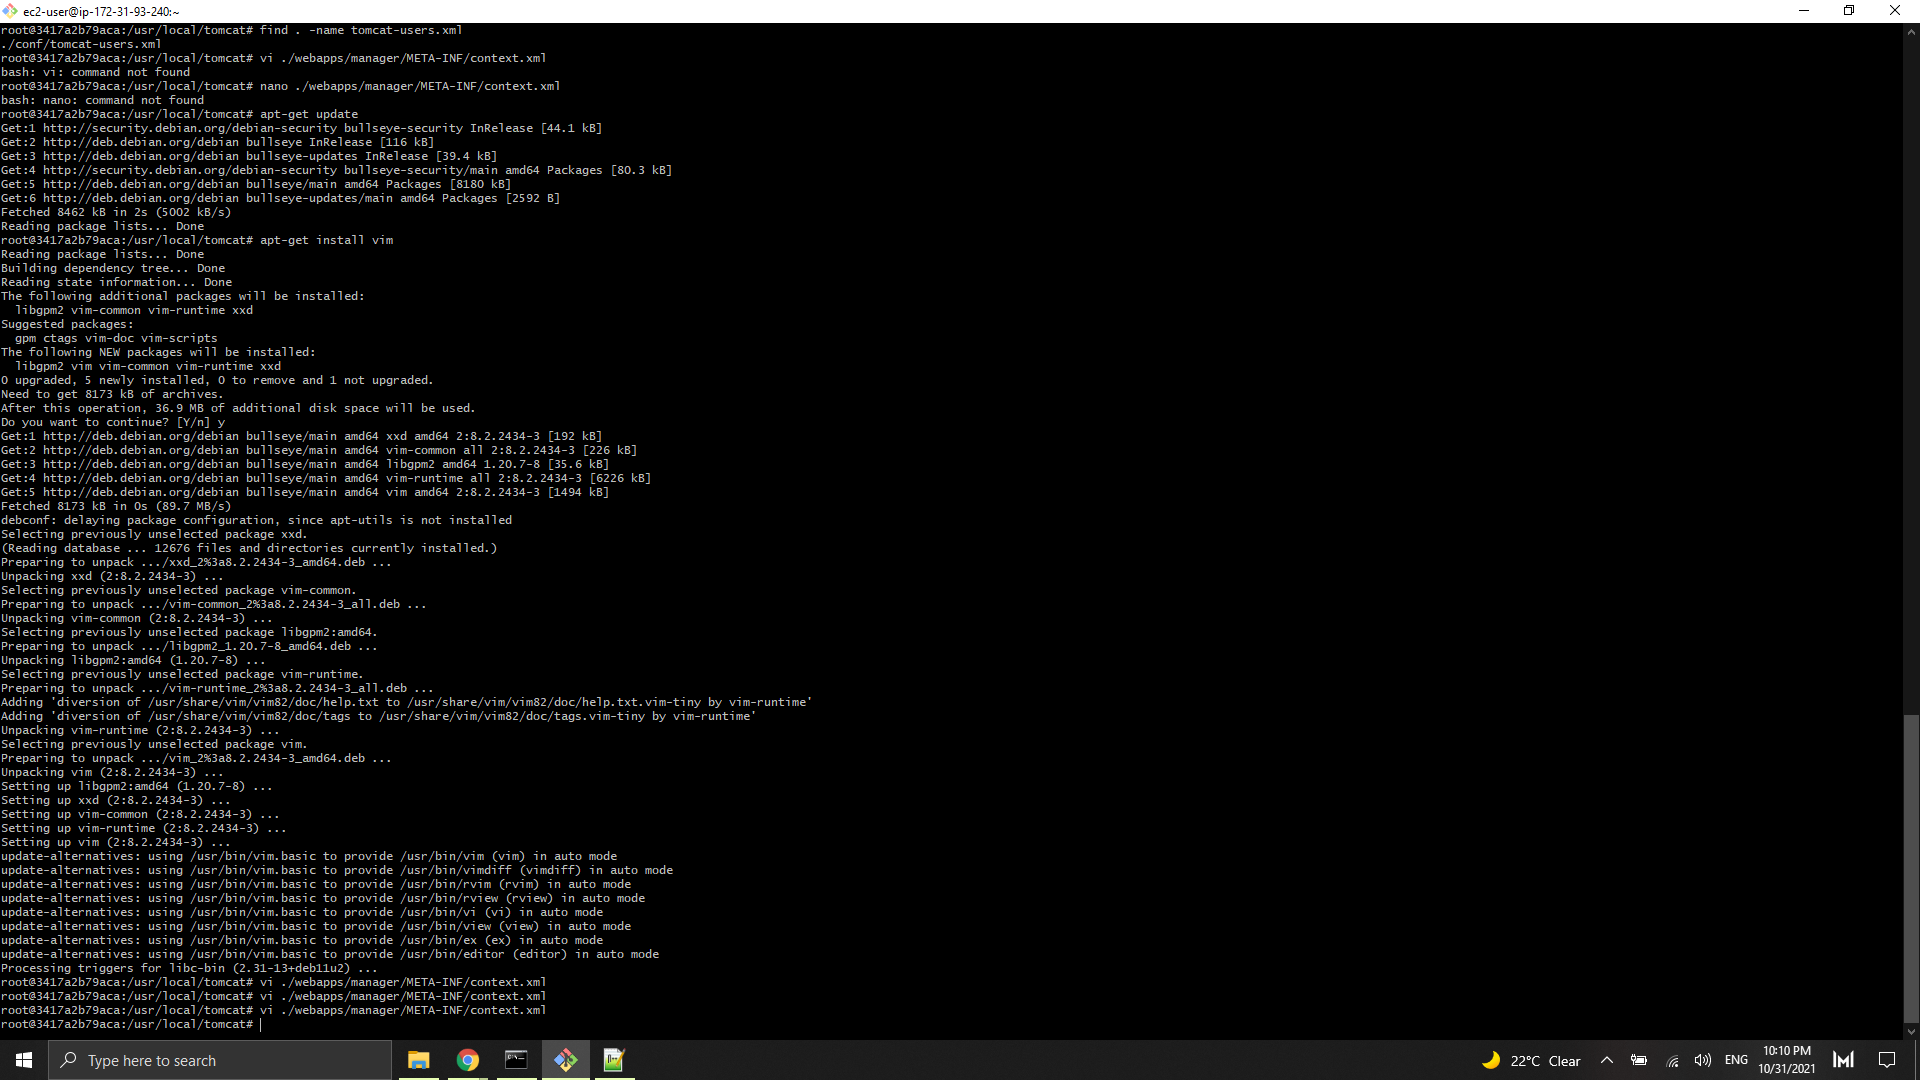 ec2-user@ip-172-31-93-240:~
root@3417a2b79aca:/usr/local/tomcat# find . -name tomcat-users.xml
./conf/tomcat-users.xml
root@3417a2b79aca:/usr/local/tomcat# vi ./webapps/manager/META-INF/context.xml
bash: vi: command not found
root@3417a2b79aca:/usr/local/tomcat# nano ./webapps/manager/META-INF/context.xml
bash: nano: command not found
root@3417a2b79aca:/usr/local/tomcat# apt-get update
Get:1 http://security.debian.org/debian-security bullseye-security InRelease [44.1 kB]
Get:2 http://deb.debian.org/debian bullseye InRelease [116 kB]
Get:3 http://deb.debian.org/debian bullseye-updates InRelease [39.4 kB]
Get:4 http://security.debian.org/debian-security bullseye-security/main amd64 Packages [80.3 kB]
Get:5 http://deb.debian.org/debian bullseye/main amd64 Packages [8180 kB]
Get:6 http://deb.debian.org/debian bullseye-updates/main amd64 Packages [2592 B]
Fetched 8462 kB in 2s (5002 kB/s)
Reading package lists... Done
root@3417a2b79aca:/usr/local/tomcat# apt-get install vim
Reading package lists... Done
Building dependency tree... Done
Reading state information... Done
The following additional packages will be installed:
  libgpm2 vim-common vim-runtime xxd
Suggested packages:
  gpm ctags vim-doc vim-scripts
The following NEW packages will be installed:
  libgpm2 vim vim-common vim-runtime xxd
0 upgraded, 5 newly installed, 0 to remove and 1 not upgraded.
Need to get 8173 kB of archives.
After this operation, 36.9 MB of additional disk space will be used.
Do you want to continue? [Y/n] y
Get:1 http://deb.debian.org/debian bullseye/main amd64 xxd amd64 2:8.2.2434-3 [192 kB]
Get:2 http://deb.debian.org/debian bullseye/main amd64 vim-common all 2:8.2.2434-3 [226 kB]
Get:3 http://deb.debian.org/debian bullseye/main amd64 libgpm2 amd64 1.20.7-8 [35.6 kB]
Get:4 http://deb.debian.org/debian bullseye/main amd64 vim-runtime all 2:8.2.2434-3 [6226 kB]
Get:5 http://deb.debian.org/debian bullseye/main amd64 vim amd64 2:8.2.2434-3 [1494 kB]
Fetched 8173 kB in 0s (89.7 MB/s)
debconf: delaying package configuration, since apt-utils is not installed
Selecting previously unselected package xxd.
(Reading database ... 12676 files and directories currently installed.)
Preparing to unpack .../xxd_2%3a8.2.2434-3_amd64.deb ...
Unpacking xxd (2:8.2.2434-3) ...
Selecting previously unselected package vim-common.
Preparing to unpack .../vim-common_2%3a8.2.2434-3_all.deb ...
Unpacking vim-common (2:8.2.2434-3) ...
Selecting previously unselected package libgpm2:amd64.
Preparing to unpack .../libgpm2_1.20.7-8_amd64.deb ...
Unpacking libgpm2:amd64 (1.20.7-8) ...
Selecting previously unselected package vim-runtime.
Preparing to unpack .../vim-runtime_2%3a8.2.2434-3_all.deb ...
Adding 'diversion of /usr/share/vim/vim82/doc/help.txt to /usr/share/vim/vim82/doc/help.txt.vim-tiny by vim-runtime'
Adding 'diversion of /usr/share/vim/vim82/doc/tags to /usr/share/vim/vim82/doc/tags.vim-tiny by vim-runtime'
Unpacking vim-runtime (2:8.2.2434-3) ...
Selecting previously unselected package vim.
Preparing to unpack .../vim_2%3a8.2.2434-3_amd64.deb ...
Unpacking vim (2:8.2.2434-3) ...
Setting up libgpm2:amd64 (1.20.7-8) ...
Setting up xxd (2:8.2.2434-3) ...
Setting up vim-common (2:8.2.2434-3) ...
Setting up vim-runtime (2:8.2.2434-3) ...
Setting up vim (2:8.2.2434-3) ...
update-alternatives: using /usr/bin/vim.basic to provide /usr/bin/vim (vim) in auto mode
update-alternatives: using /usr/bin/vim.basic to provide /usr/bin/vimdiff (vimdiff) in auto mode
update-alternatives: using /usr/bin/vim.basic to provide /usr/bin/rvim (rvim) in auto mode
update-alternatives: using /usr/bin/vim.basic to provide /usr/bin/rview (rview) in auto mode
update-alternatives: using /usr/bin/vim.basic to provide /usr/bin/vi (vi) in auto mode
update-alternatives: using /usr/bin/vim.basic to provide /usr/bin/view (view) in auto mode
update-alternatives: using /usr/bin/vim.basic to provide /usr/bin/ex (ex) in auto mode
update-alternatives: using /usr/bin/vim.basic to provide /usr/bin/editor (editor) in auto mode
Processing triggers for libc-bin (2.31-13+deb11u2) ...
root@3417a2b79aca:/usr/local/tomcat# vi ./webapps/manager/META-INF/context.xml
root@3417a2b79aca:/usr/local/tomcat# vi ./webapps/manager/META-INF/context.xml
root@3417a2b79aca:/usr/local/tomcat# vi ./webapps/manager/META-INF/context.xml
root@3417a2b79aca:/usr/local/tomcat#
Type here to search
22°C Clear
ENG
10:10 PM
10/31/2021